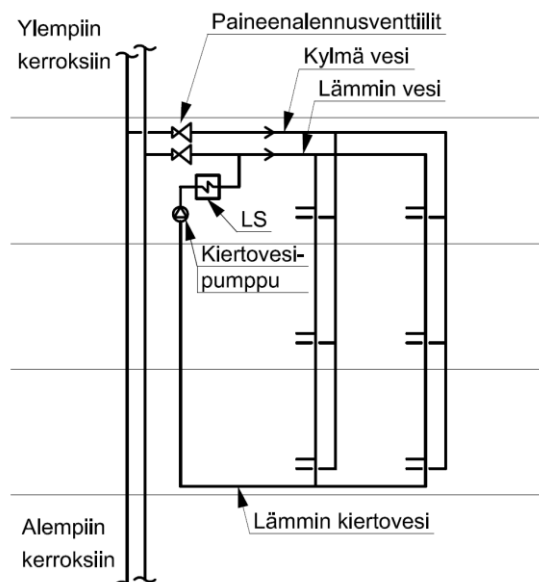 Paineenalennusventtiilit
Ylempiin
kerroksiin
Kylmä vesi
Lämmin vesi
LS
Kiertovesi-
pumppu
Lämmin kiertovesi
Alempiin
kerroksiin